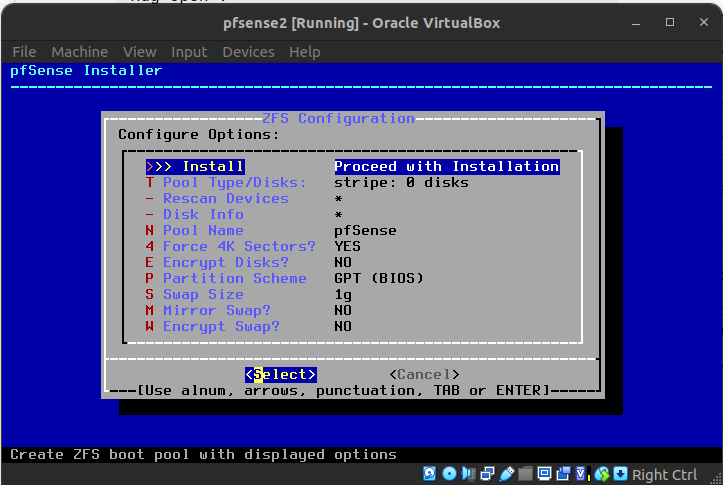 pfsense2 [Running] - Oracle VirtualBox
File Machine View Input Devices Help
pfSense Installer
ZFS Configuration
Configure Options:
>>> Install Proceed with Installation
T Pool Type/Disks: stripe: 0 disks
- Rescan Devices *
- Disk Info *
N Pool Name pfSense
4 Force 4K Sectors? YES
E Encrypt Disks? NO
P Partition Scheme GPT (BIOS)
S Swap Size 1g
M Mirror Swap? NO
W Encrypt Swap? NO
<Select> <Cancel>
[Use alnum, arrows, punctuation, TAB or ENTER]
Create ZFS boot pool with displayed options
Right Ctrl